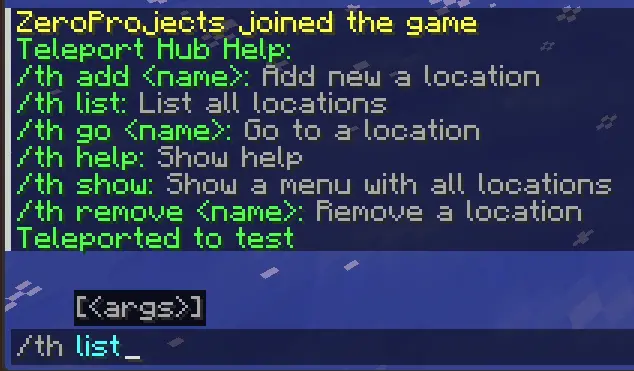 ZeroProjects joined the game
Teleport Hub Help:
/th add <name>: Add new a location
/th list: List all locations
/th go <name>: Go to a location
/th help: Show help
/th show: Show a menu with all locations
/th remove <name>: Remove a location
Teleported to test
[<args>]
/th list_